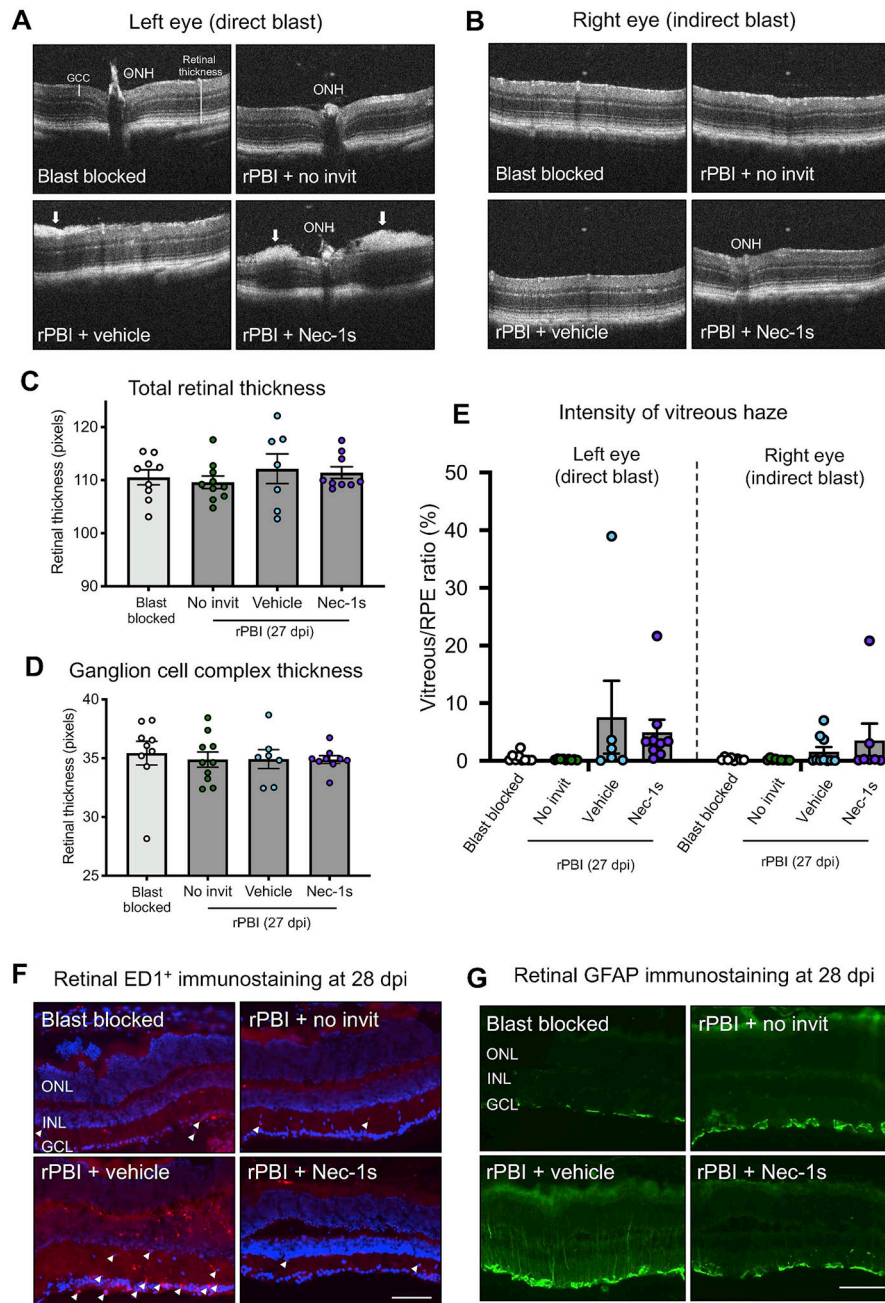 A
Left eye (direct blast)
GCC
ONH
Retinal
thickness
Blast blocked
ONH
rPBI + no invit
rPBI + vehicle
ONH
rPBI + Nec-1s
B
Right eye (indirect blast)
Blast blocked
rPBI + no invit
rPBI + vehicle
ONH
rPBI + Nec-1s
C
Total retinal thickness
Retinal thickness (pixels)
120
110
100
90
Blast
blocked
No invit
Vehicle
Nec-1s
rPBI (27 dpi)
D
Ganglion cell complex thickness
Retinal thickness (pixels)
40
35
30
25
Blast
blocked
No invit
Vehicle
Nec-1s
rPBI (27 dpi)
E
Intensity of vitreous haze
Left eye
(direct blast)
Right eye
(indirect blast)
Vitreous/RPE ratio (%)
50
40
30
20
10
0
Blast blocked
No invit
Vehicle
Nec-1s
rPBI (27 dpi)
Blast blocked
No invit
Vehicle
Nec-1s
rPBI (27 dpi)
F
Retinal ED1⁺ immunostaining at 28 dpi
Blast blocked
ONL
INL
GCL
rPBI + no invit
rPBI + vehicle
rPBI + Nec-1s
G
Retinal GFAP immunostaining at 28 dpi
Blast blocked
ONL
INL
GCL
rPBI + no invit
rPBI + vehicle
rPBI + Nec-1s